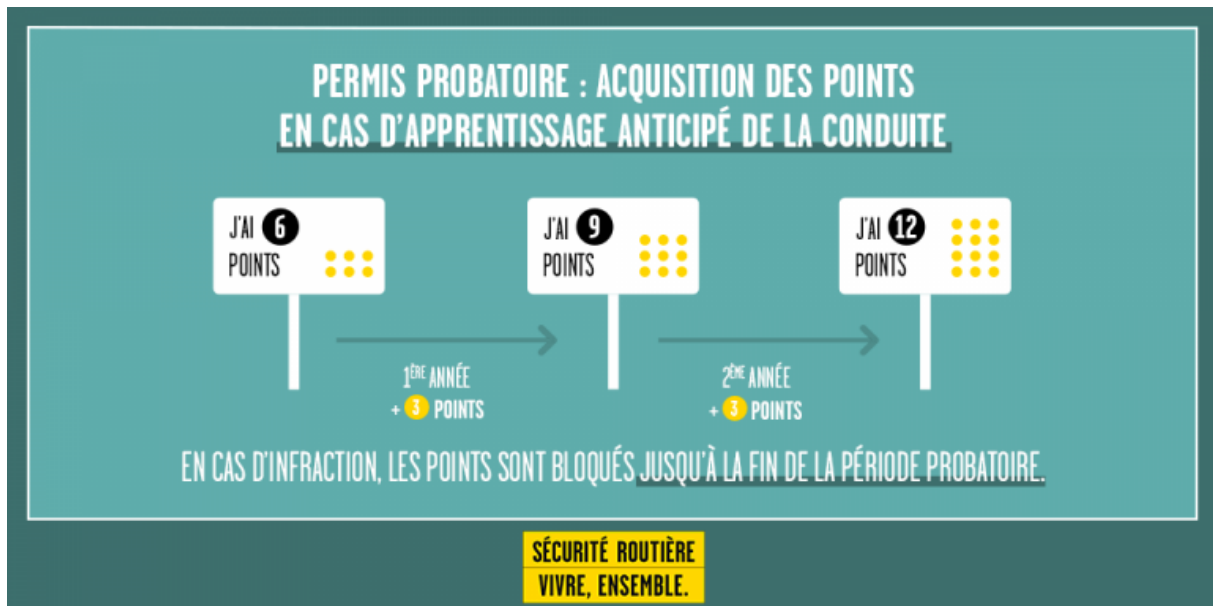 PERMIS PROBATOIRE : ACQUISITION DES POINTS
EN CAS D'APPRENTISSAGE ANTICIPÉ DE LA CONDUITE
J'AI 6
POINTS
J'AI 9
POINTS
J'AI 12
POINTS
1ÈRE ANNÉE
+ 3 POINTS
2ÈME ANNÉE
+ 3 POINTS
EN CAS D'INFRACTION, LES POINTS SONT BLOQUÉS JUSQU'À LA FIN DE LA PÉRIODE PROBATOIRE.
SÉCURITÉ ROUTIÈRE
VIVRE, ENSEMBLE.